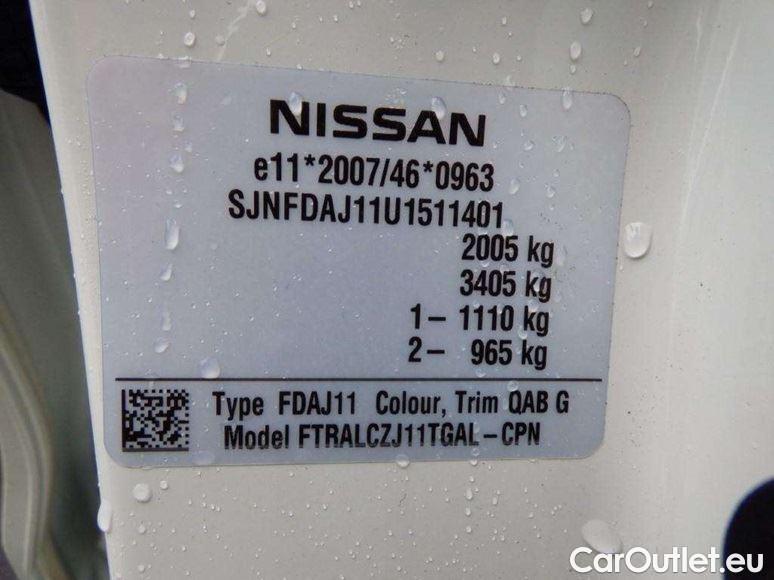 NISSAN
e11*2007/46*0963
SJNFDAJ11U1511401
2005 kg
3405 kg
1– 1110 kg
2– 965 kg
Type FDAJ11 Colour, Trim QAB G
Model FTRALCZJ11TGAL–CPN
CarOutlet.eu